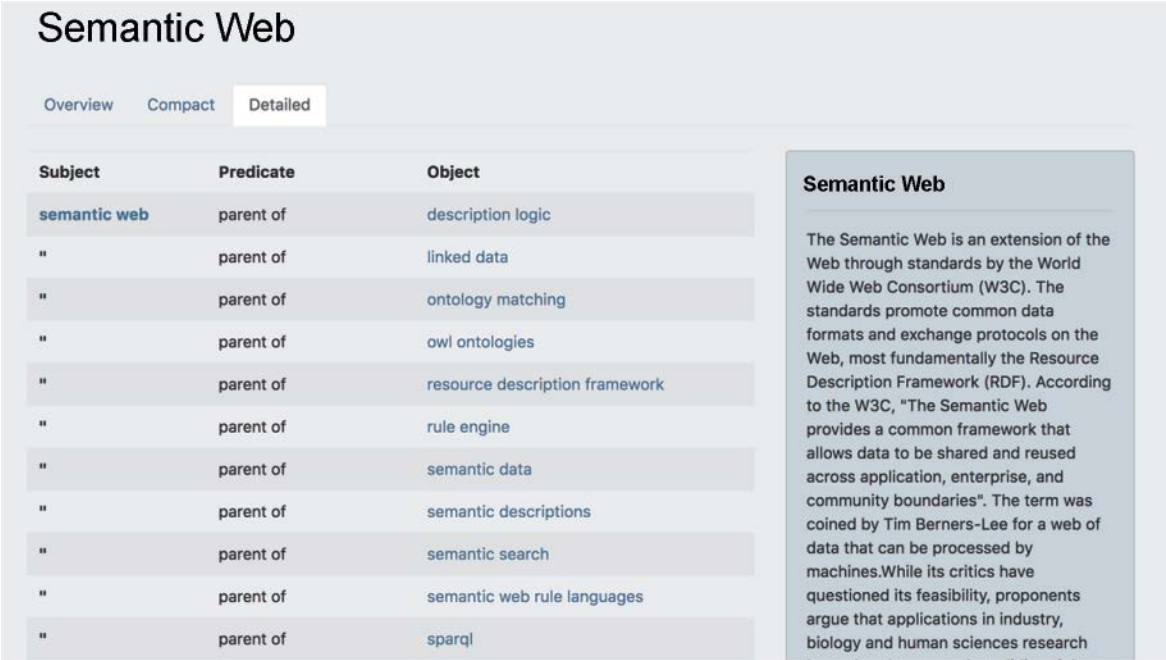 Semantic Web
Overview Compact Detailed
Subject Predicate Object
semantic web parent of description logic
" parent of linked data
" parent of ontology matching
" parent of owl ontologies
" parent of resource description framework
" parent of rule engine
" parent of semantic data
" parent of semantic descriptions
" parent of semantic search
" parent of semantic web rule languages
" parent of sparql
Semantic Web
The Semantic Web is an extension of the
Web through standards by the World
Wide Web Consortium (W3C). The
standards promote common data
formats and exchange protocols on the
Web, most fundamentally the Resource
Description Framework (RDF). According
to the W3C, "The Semantic Web
provides a common framework that
allows data to be shared and reused
across application, enterprise, and
community boundaries". The term was
coined by Tim Berners-Lee for a web of
data that can be processed by
machines.While its critics have
questioned its feasibility, proponents
argue that applications in industry,
biology and human sciences research